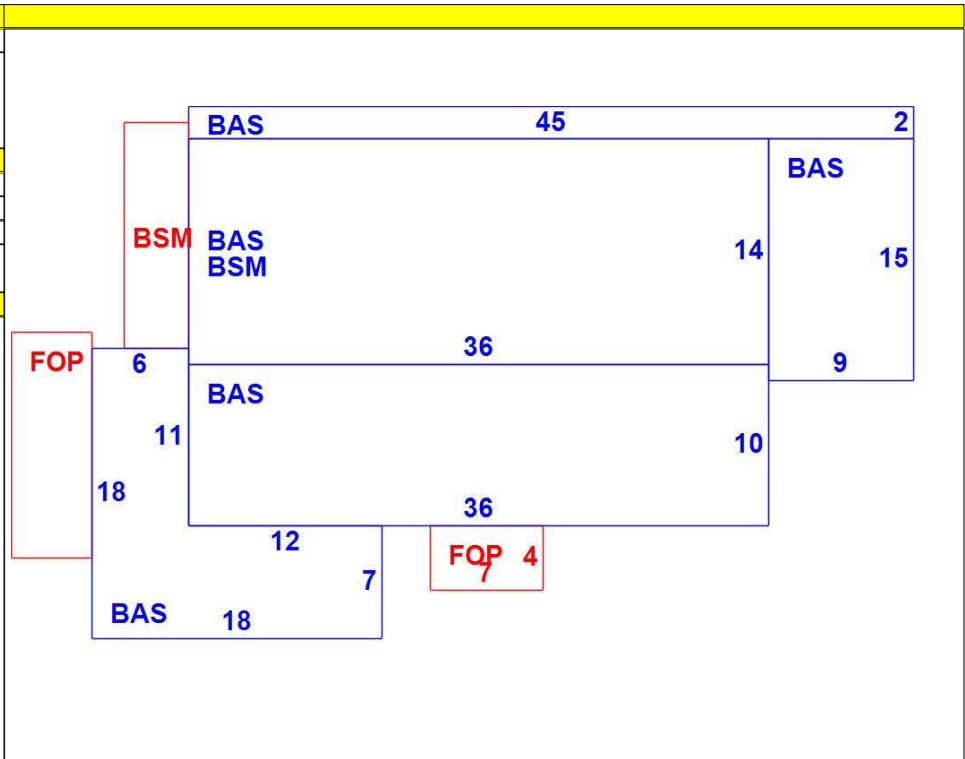 BAS 45 2
BAS
BSM BAS 14 15
BSM
36
FOP 6 9
BAS
11 10
18
36
12
FOP 4
7 7
BAS 18